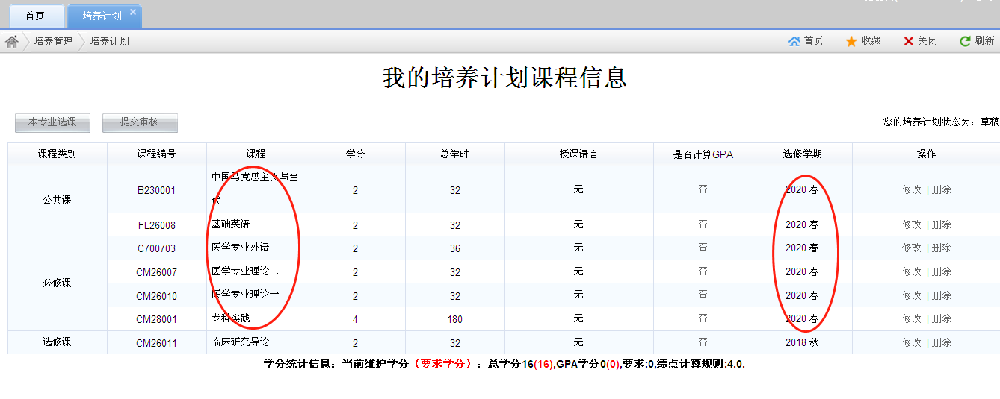 首页 培养计划
培养管理 培养计划 首页 收藏 关闭 刷新
我的培养计划课程信息
本专业选课 提交审核 您的培养计划状态为：草稿
课程类别 课程编号 课程 学分 总学时 授课语言 是否计算GPA 选修学期 操作
公共课 B230001 中国马克思主义与当代 2 32 无 否 2020 春 修改 | 删除
FL26008 基础英语 2 32 无 否 2020 春 修改 | 删除
必修课 C700703 医学专业外语 2 36 无 否 2020 春 修改 | 删除
CM26007 医学专业理论二 2 32 无 否 2020 春 修改 | 删除
CM26010 医学专业理论一 2 32 无 否 2020 春 修改 | 删除
CM28001 专科实践 4 180 无 否 2020 春 修改 | 删除
选修课 CM26011 临床研究导论 2 32 无 否 2018 秋 修改 | 删除
学分统计信息：当前维护学分（要求学分）：总学分16(16),GPA学分0(0),要求:0,绩点计算规则:4.0.